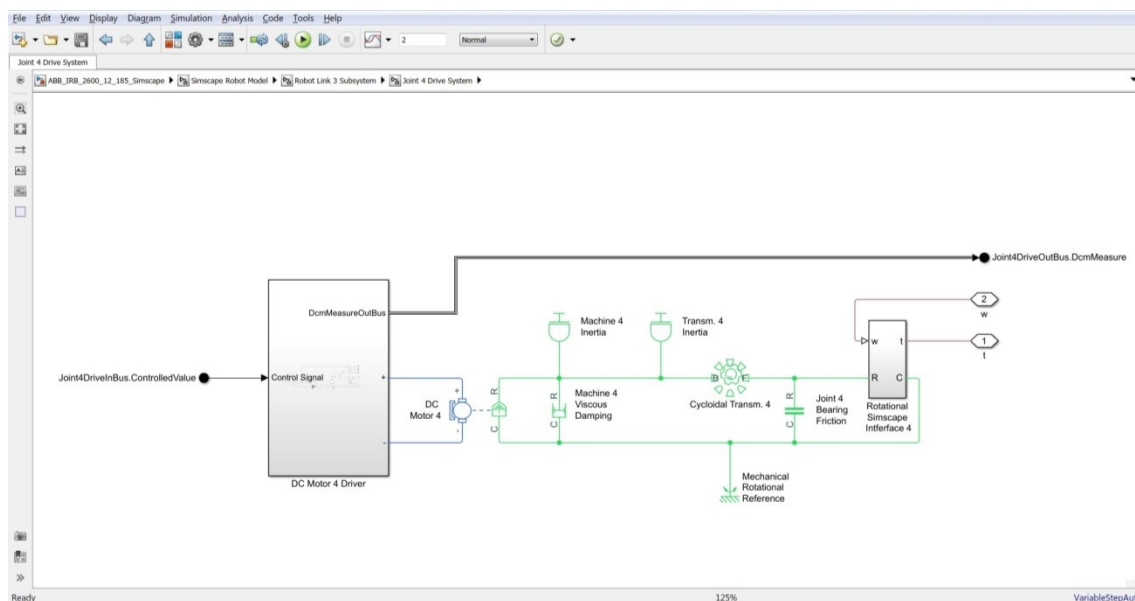 File Edit View Display Diagram Simulation Analysis Code Tools Help
2 Normal
Joint 4 Drive System
ABB_IRB_2600_12_185_Simscape Simscape Robot Model Robot Link 3 Subsystem Joint 4 Drive System
DcmMeasureOutBus
Joint4DriveOutBus.DcmMeasure
2
w
Machine 4
Inertia
Transm. 4
Inertia
w t
1
t
Joint4DriveInBus.ControlledValue
Control Signal
+
+
R
B F
R C
DC
Motor 4
C
R
Machine 4
Viscous
Damping
C
Cycloidal Transm. 4
R
Joint 4
Bearing
Friction
C
Rotational
Simscape
Intferface 4
-
-
DC Motor 4 Driver
Mechanical
Rotational
Reference
Ready 125% VariableStepAut